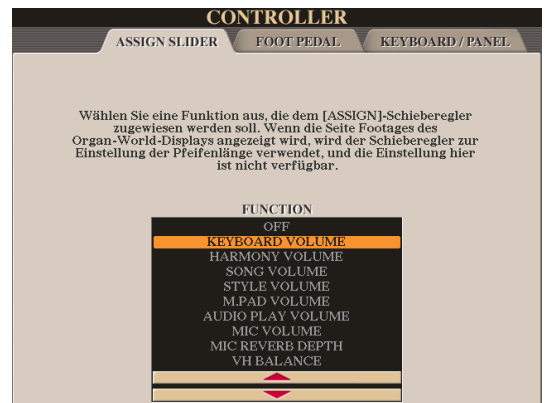 CONTROLLER
ASSIGN SLIDER FOOT PEDAL KEYBOARD / PANEL
Wählen Sie eine Funktion aus, die dem [ASSIGN]-Schieberegler
zugewiesen werden soll. Wenn die Seite Footages des
Organ-World-Displays angezeigt wird, wird der Schieberegler zur
Einstellung der Pfeifenlänge verwendet, und die Einstellung hier
ist nicht verfügbar.
FUNCTION
OFF
KEYBOARD VOLUME
HARMONY VOLUME
SONG VOLUME
STYLE VOLUME
M.PAD VOLUME
AUDIO PLAY VOLUME
MIC VOLUME
MIC REVERB DEPTH
VH BALANCE